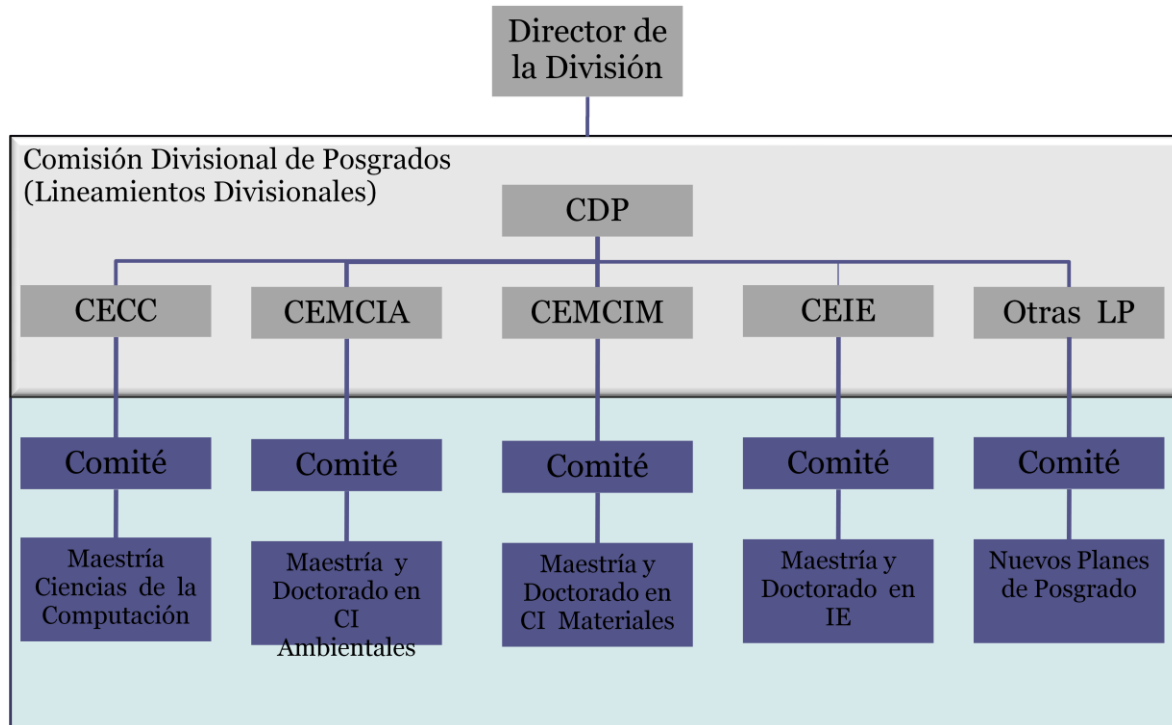 Director de
la División
Comisión Divisional de Posgrados
(Lineamientos Divisionales)
CDP
CECC
CEMCIA
CEMCIM
CEIE
Otras LP
Comité
Comité
Comité
Comité
Comité
Maestría
Ciencias de la
Computación
Maestría y
Doctorado en
CI
Ambientales
Maestría y
Doctorado en
CI Materiales
Maestría y
Doctorado en
IE
Nuevos Planes
de Posgrado